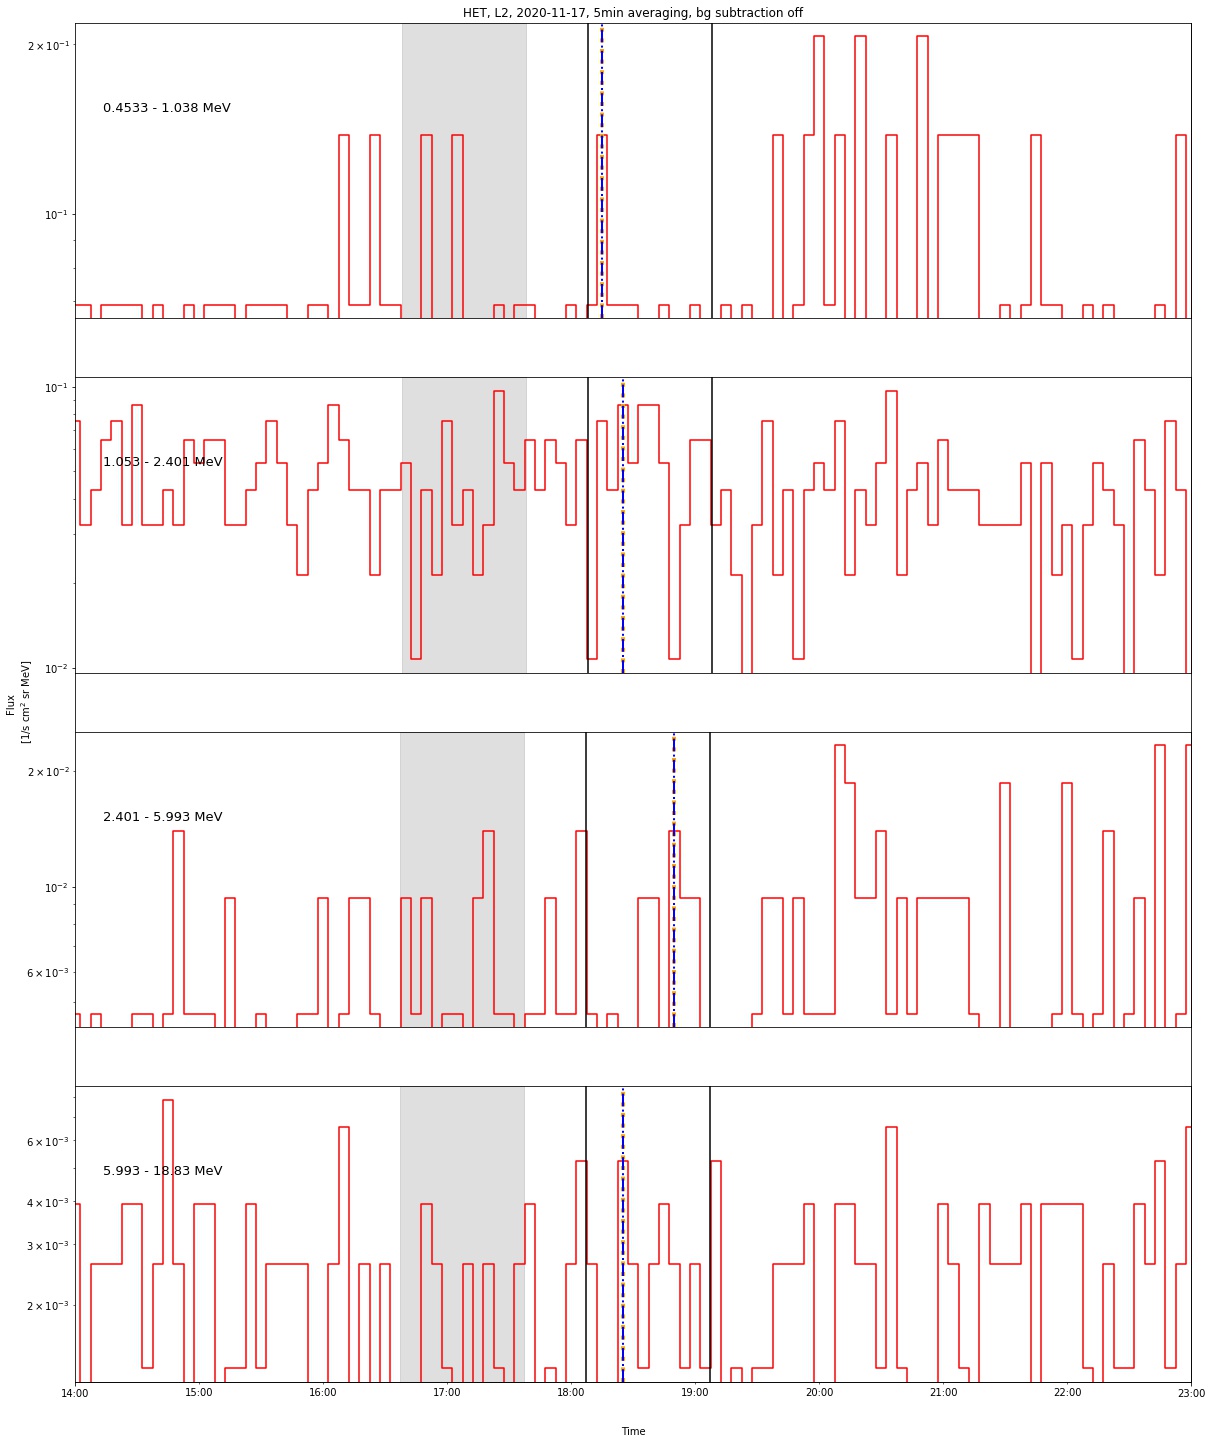 HET, L2, 2020-11-17, 5min averaging, bg subtraction off
2 × 10⁻¹
0.4533 - 1.038 MeV
10⁻¹
10⁻¹
1.053 - 2.401 MeV
10⁻²
Flux
[1/s cm² sr MeV]
2 × 10⁻²
2.401 - 5.993 MeV
10⁻²
6 × 10⁻³
6 × 10⁻³
5.993 - 18.83 MeV
4 × 10⁻³
3 × 10⁻³
2 × 10⁻³
14:00 15:00 16:00 17:00 18:00 19:00 20:00 21:00 22:00 23:00
Time